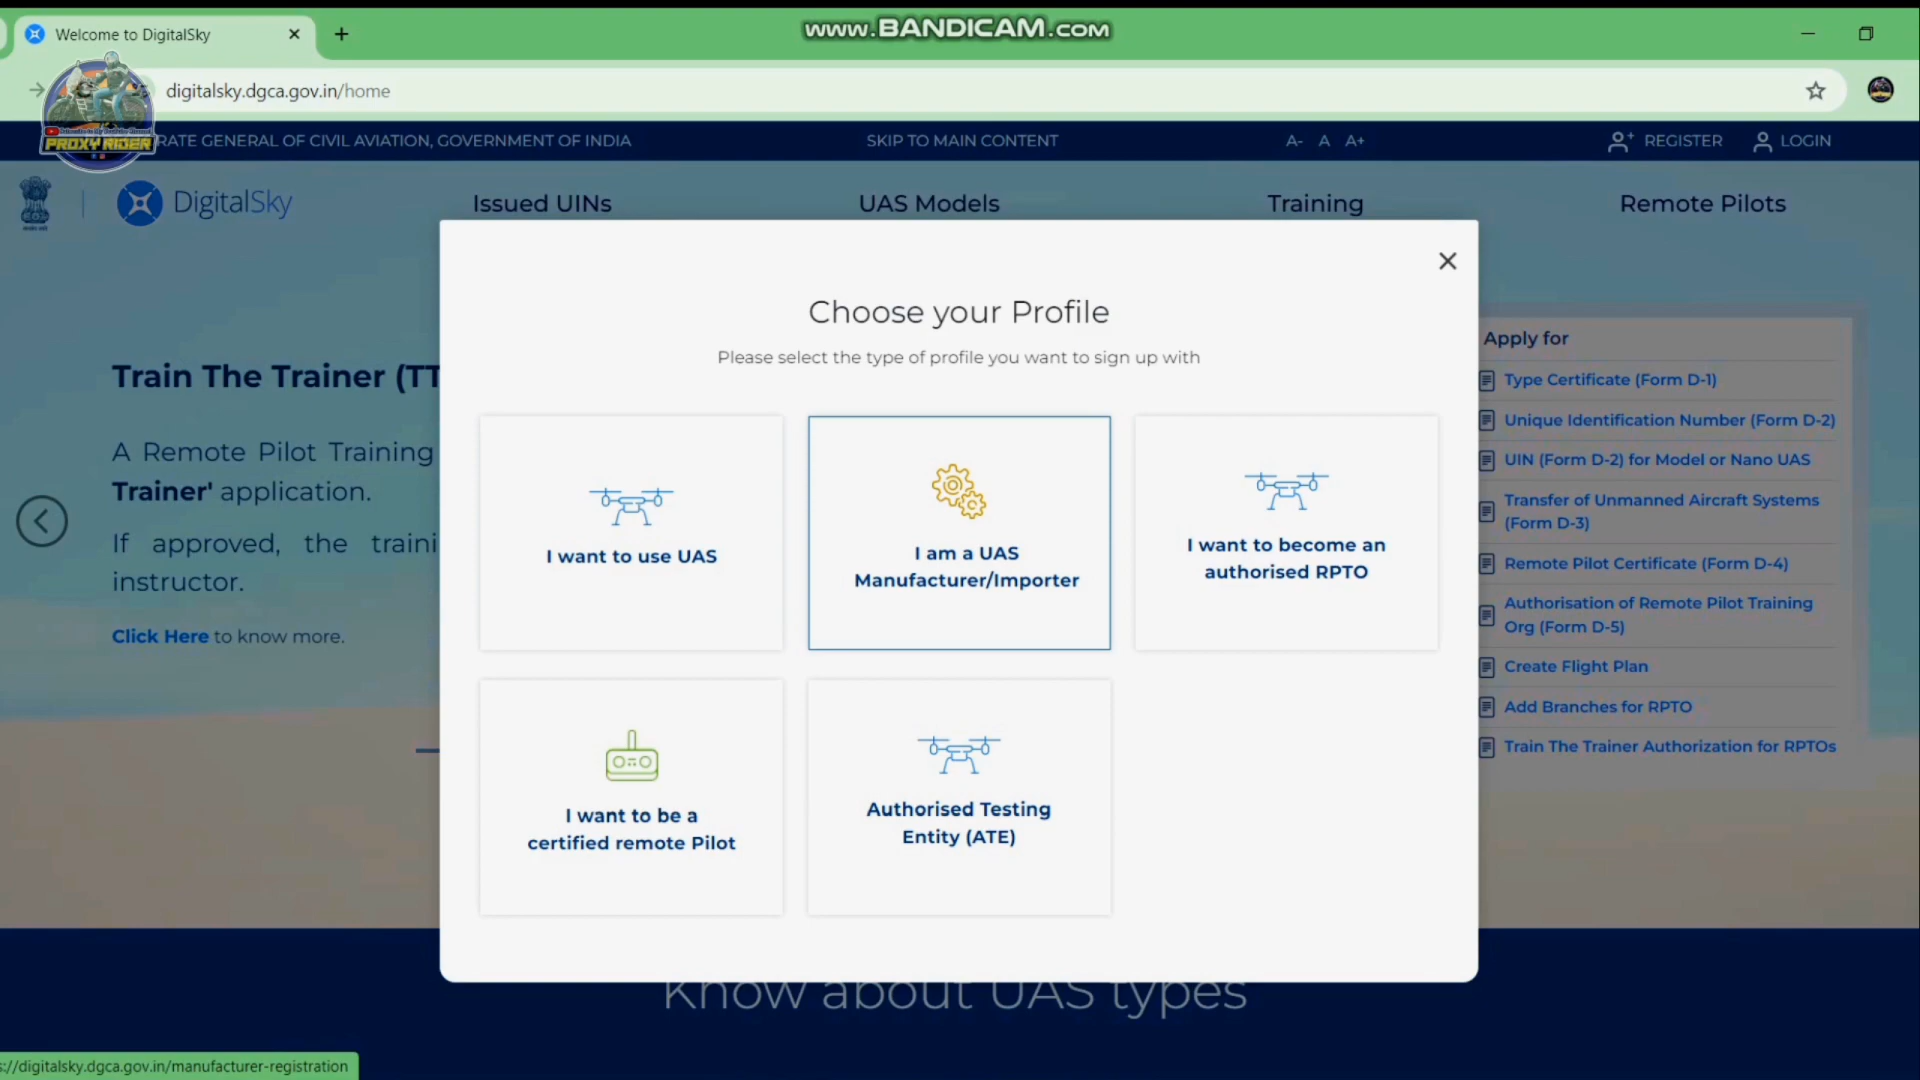 www.BANDICAM.com
Welcome to DigitalSky
digitalsky.dgca.gov.in/home
PROXY RIDER
RATE GENERAL OF CIVIL AVIATION, GOVERNMENT OF INDIA
SKIP TO MAIN CONTENT
A- A A+
REGISTER
LOGIN
DigitalSky
Issued UINs
UAS Models
Training
Remote Pilots
Train The Trainer (TT
A Remote Pilot Training
Trainer' application.
If approved, the traini
instructor.
Click Here to know more.
Choose your Profile
Please select the type of profile you want to sign up with
I want to use UAS
I am a UAS
Manufacturer/Importer
I want to become an
authorised RPTO
I want to be a
certified remote Pilot
Authorised Testing
Entity (ATE)
Apply for
Type Certificate (Form D-1)
Unique Identification Number (Form D-2)
UIN (Form D-2) for Model or Nano UAS
Transfer of Unmanned Aircraft Systems
(Form D-3)
Remote Pilot Certificate (Form D-4)
Authorisation of Remote Pilot Training
Org (Form D-5)
Create Flight Plan
Add Branches for RPTO
Train The Trainer Authorization for RPTOs
Know about UAS types
s://digitalsky.dgca.gov.in/manufacturer-registration